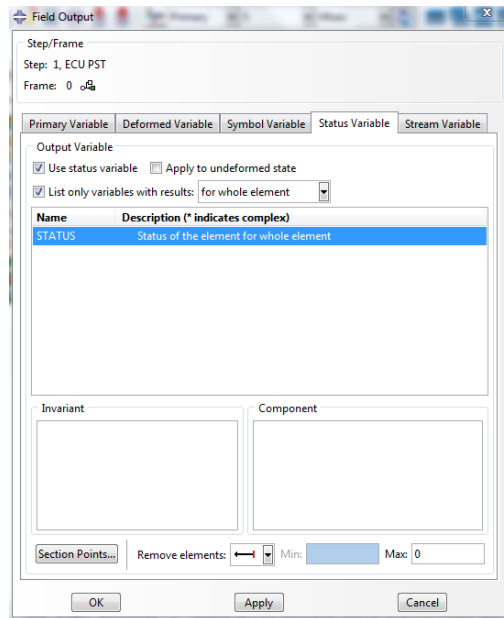 Field Output
Step/Frame
Step: 1, ECU PST
Frame: 0
Primary Variable Deformed Variable Symbol Variable Status Variable Stream Variable
Output Variable
Use status variable Apply to undeformed state
List only variables with results: for whole element
Name Description (* indicates complex)
STATUS Status of the element for whole element
Invariant Component
Section Points... Remove elements: Min: Max: 0
OK Apply Cancel